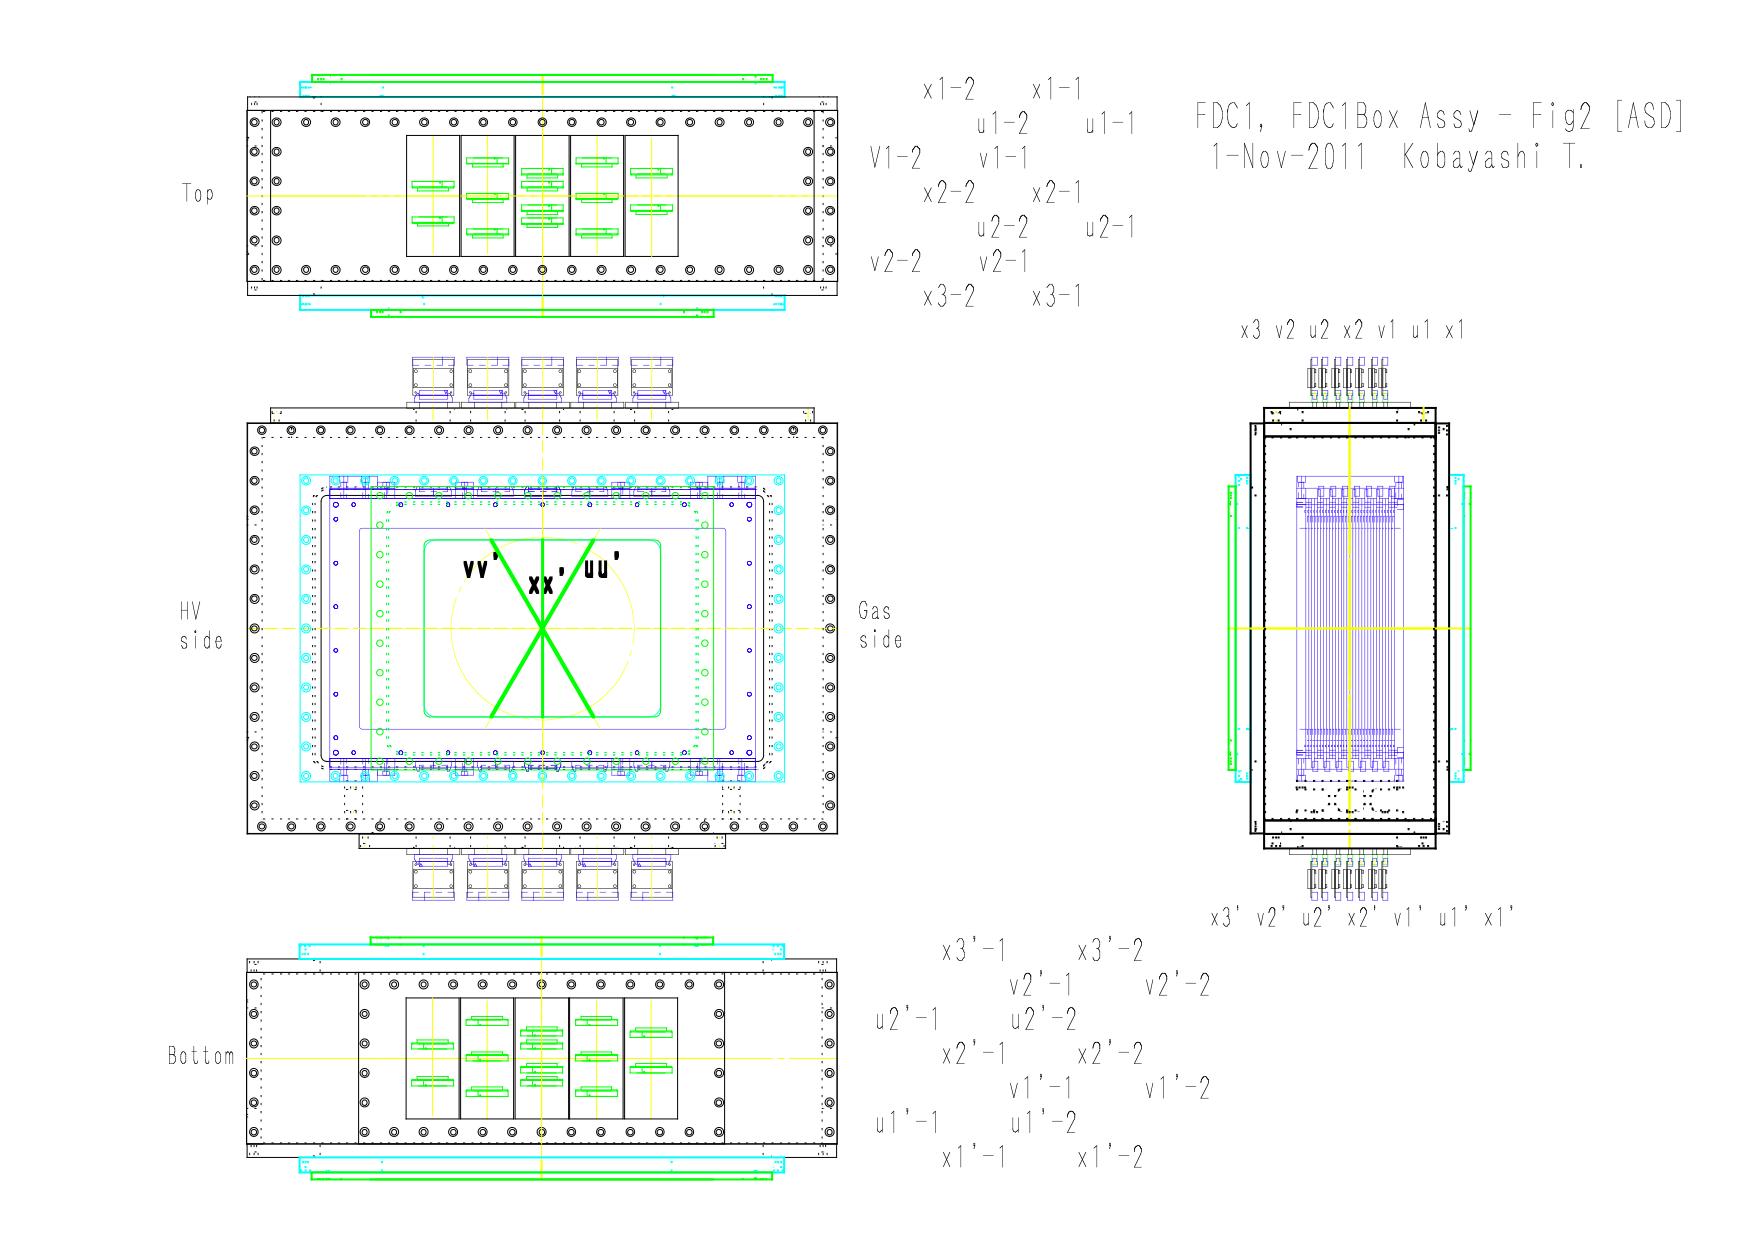 FDC1, FDC1Box Assy - Fig2 [ASD]
1-Nov-2011 Kobayashi T.
Top
x1-2 x1-1
u1-2 u1-1
V1-2 v1-1
x2-2 x2-1
u2-2 u2-1
v2-2 v2-1
x3-2 x3-1
x3 v2 u2 x2 v1 u1 x1
vv' xx' uu'
HV
side
Gas
side
x3' v2' u2' x2' v1' u1' x1'
Bottom
x3'-1 x3'-2
v2'-1 v2'-2
u2'-1 u2'-2
x2'-1 x2'-2
v1'-1 v1'-2
u1'-1 u1'-2
x1'-1 x1'-2